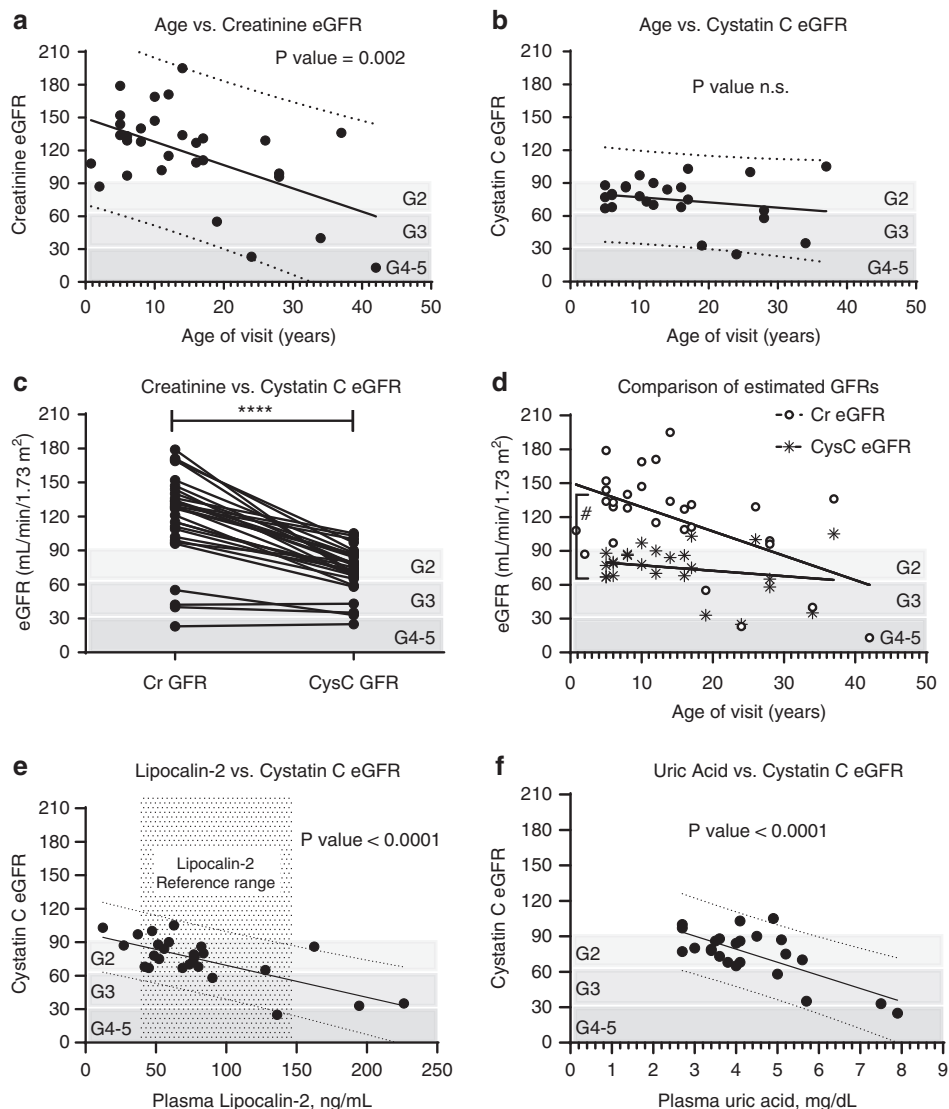 a
Age vs. Creatinine eGFR
P value = 0.002
Creatinine eGFR
210
180
150
120
90
60
30
0
G2
G3
G4-5
0 10 20 30 40 50
Age of visit (years)
b
Age vs. Cystatin C eGFR
P value n.s.
Cystatin C eGFR
210
180
150
120
90
60
30
0
G2
G3
G4-5
0 10 20 30 40 50
Age of visit (years)
c
Creatinine vs. Cystatin C eGFR
****
eGFR (mL/min/1.73 m²)
210
180
150
120
90
60
30
0
G2
G3
G4-5
Cr GFR CysC GFR
d
Comparison of estimated GFRs
Cr eGFR
CysC eGFR
#
eGFR (mL/min/1.73 m²)
210
180
150
120
90
60
30
0
G2
G3
G4-5
0 10 20 30 40 50
Age of visit (years)
e
Lipocalin-2 vs. Cystatin C eGFR
P value < 0.0001
Lipocalin-2
Reference range
Cystatin C eGFR
210
180
150
120
90
60
30
0
G2
G3
G4-5
0 50 100 150 200 250
Plasma Lipocalin-2, ng/mL
f
Uric Acid vs. Cystatin C eGFR
P value < 0.0001
Cystatin C eGFR
210
180
150
120
90
60
30
0
G2
G3
G4-5
0 1 2 3 4 5 6 7 8 9
Plasma uric acid, mg/dL